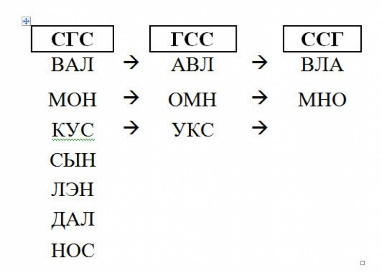 СГС ГСС ССГ
ВАЛ → АВЛ → ВЛА
МОН → ОМН → МНО
КУС → УКС →
СЫН
ЛЭН
ДАЛ
НОС